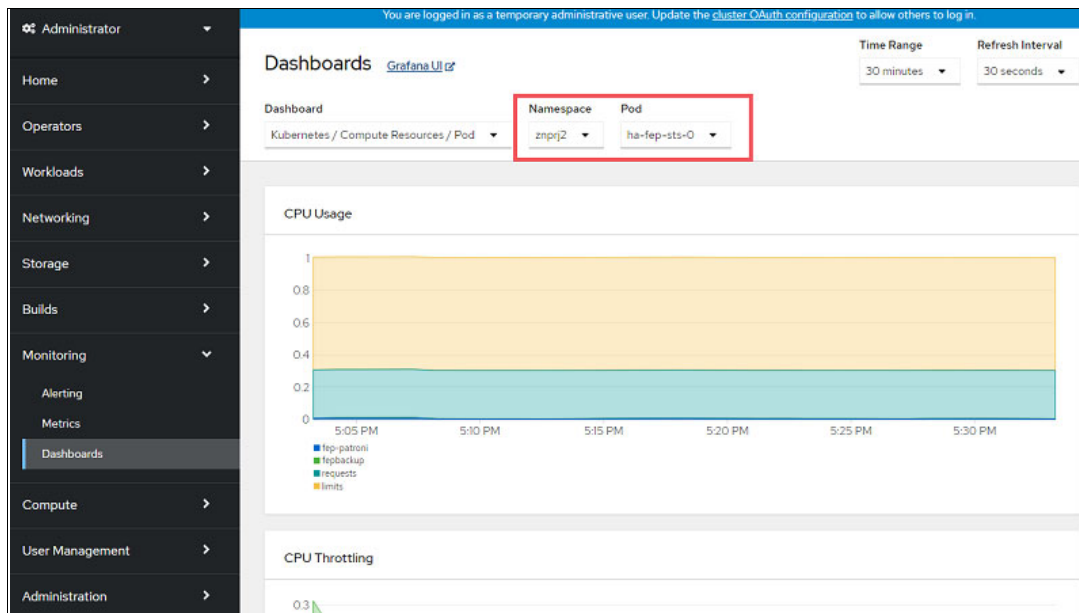 Administrator
You are logged in as a temporary administrative user. Update the cluster OAuth configuration to allow others to log in.
Home
Operators
Workloads
Networking
Storage
Builds
Monitoring
Alerting
Metrics
Dashboards
Compute
User Management
Administration
Dashboards Grafana UI
Time Range Refresh Interval
30 minutes 30 seconds
Dashboard Namespace Pod
Kubernetes / Compute Resources / Pod znprj2 ha-fep-sts-0
CPU Usage
1
0.8
0.6
0.4
0.2
0
5:05 PM 5:10 PM 5:15 PM 5:20 PM 5:25 PM 5:30 PM
fep-patroni
fepbackup
requests
limits
CPU Throttling
0.3